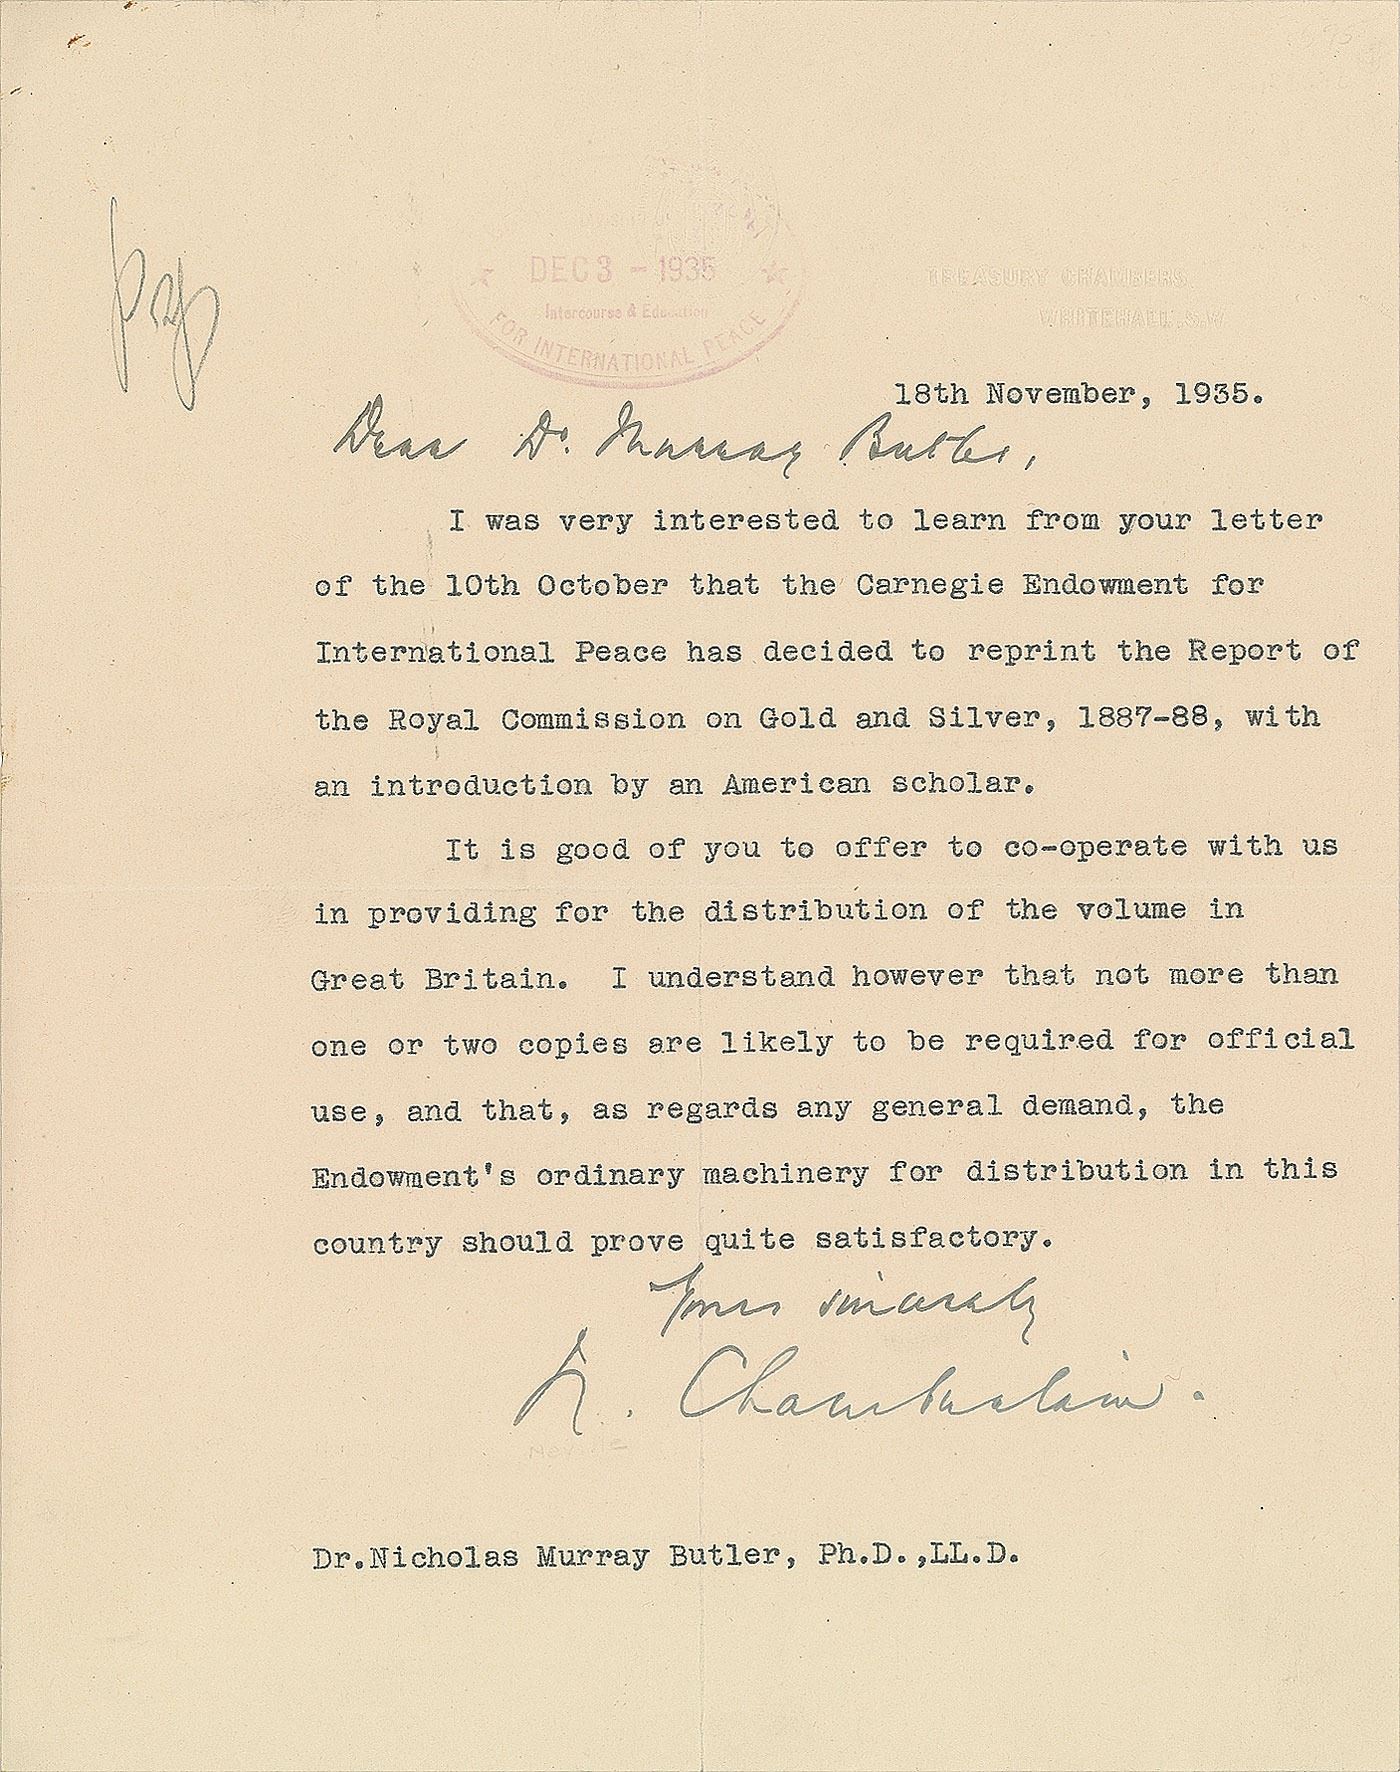 DEC 3 - 1935
Intercourse & Education
FOR INTERNATIONAL PEACE
TREASURY CHAMBERS
WHITEHALL, S.W.
18th November, 1935.
Dear Dr. Murray Butler,
I was very interested to learn from your letter
of the 10th October that the Carnegie Endowment for
International Peace has decided to reprint the Report of
the Royal Commission on Gold and Silver, 1887-88, with
an introduction by an American scholar.
It is good of you to offer to co-operate with us
in providing for the distribution of the volume in
Great Britain. I understand however that not more than
one or two copies are likely to be required for official
use, and that, as regards any general demand, the
Endowment's ordinary machinery for distribution in this
country should prove quite satisfactory.
Yours sincerely
N. Chamberlain.
Neville
Dr.Nicholas Murray Butler, Ph.D.,LL.D.